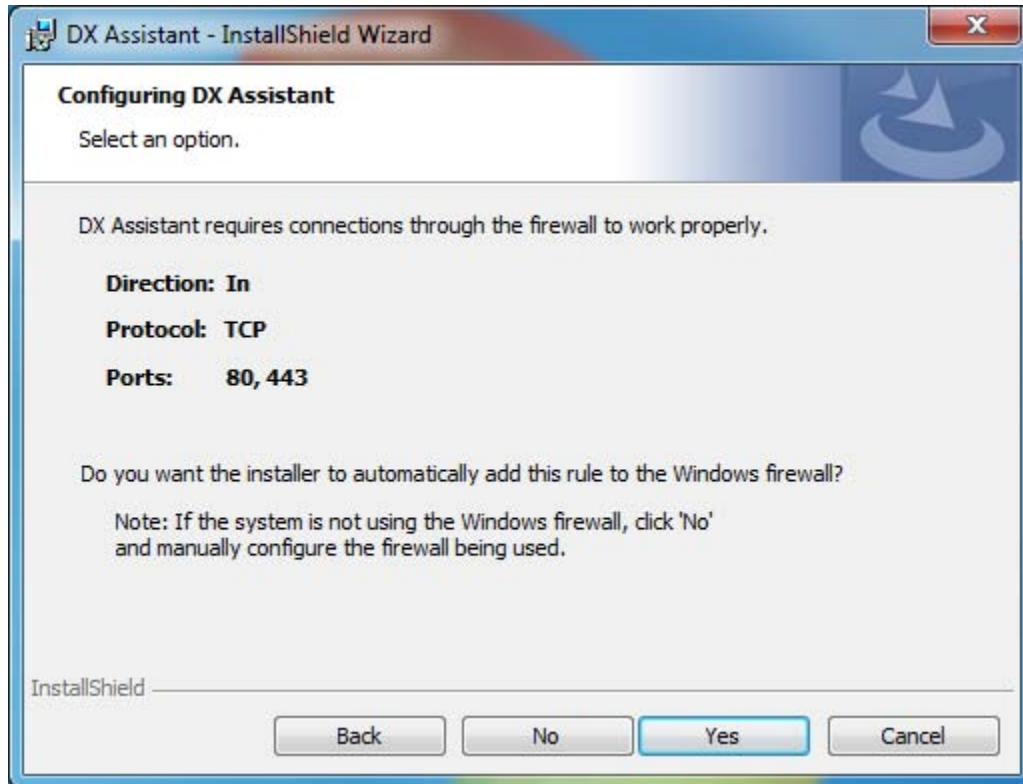 DX Assistant - InstallShield Wizard
Configuring DX Assistant
Select an option.
DX Assistant requires connections through the firewall to work properly.
Direction: In
Protocol: TCP
Ports: 80, 443
Do you want the installer to automatically add this rule to the Windows firewall?
Note: If the system is not using the Windows firewall, click 'No'
and manually configure the firewall being used.
InstallShield
Back No Yes Cancel